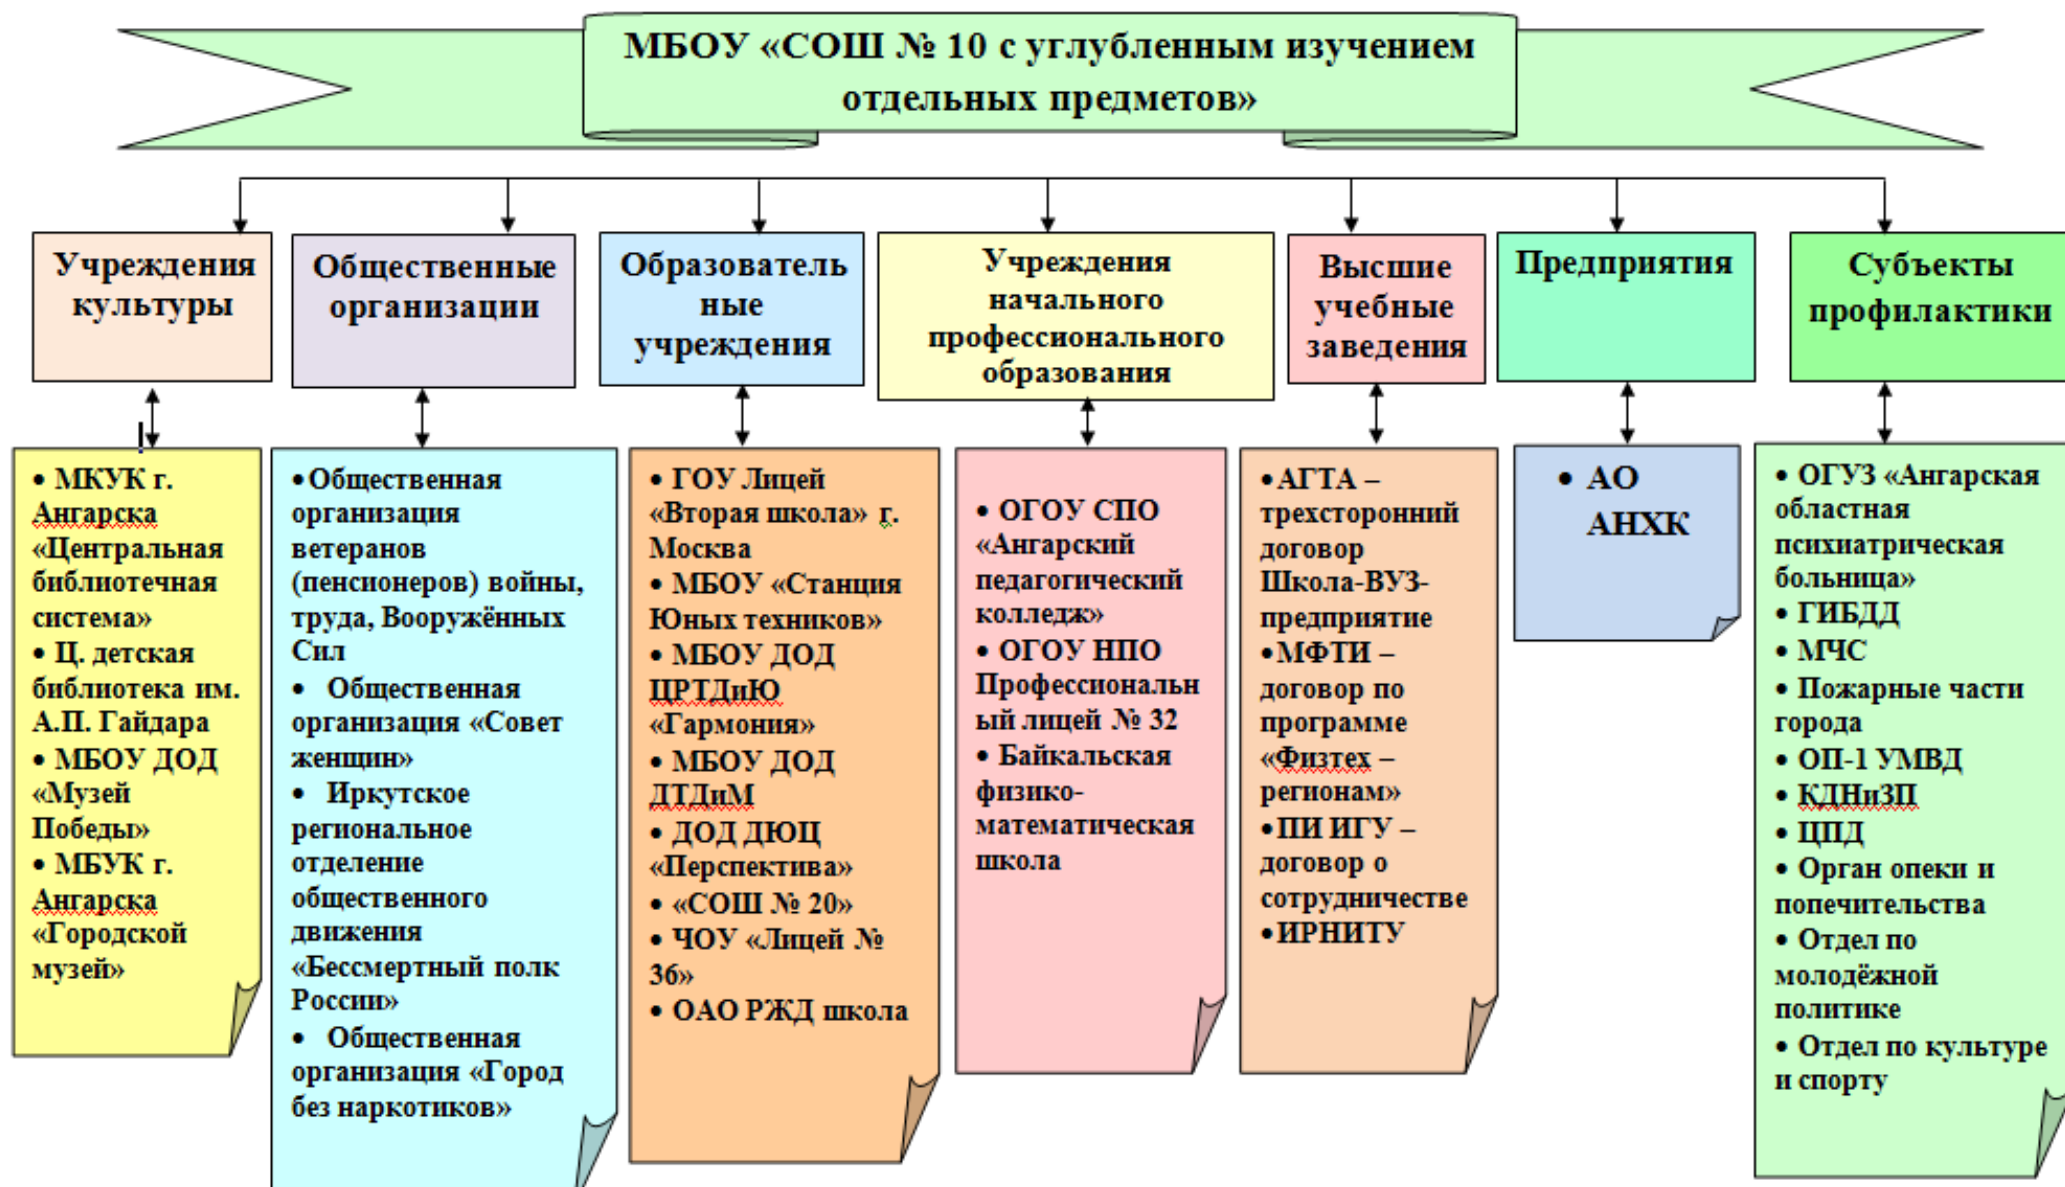 МБОУ «СОШ № 10 с углубленным изучением
отдельных предметов»
Учреждения
культуры
Общественные
организации
Образователь
ные
учреждения
Учреждения
начального
профессионального
образования
Высшие
учебные
заведения
Предприятия
Субъекты
профилактики
• МКУК г.
Ангарска
«Центральная
библиотечная
система»
• Ц. детская
библиотека им.
А.П. Гайдара
• МБОУ ДОД
«Музей
Победы»
• МБУК г.
Ангарска
«Городской
музей»
• Общественная
организация
ветеранов
(пенсионеров) войны,
труда, Вооружённых
Сил
• Общественная
организация «Совет
женщин»
• Иркутское
региональное
отделение
общественного
движения
«Бессмертный полк
России»
• Общественная
организация «Город
без наркотиков»
• ГОУ Лицей
«Вторая школа» г.
Москва
• МБОУ «Станция
Юных техников»
• МБОУ ДОД
ЦРТДиЮ
«Гармония»
• МБОУ ДОД
ДТДиМ
• ДОД ДЮЦ
«Перспектива»
• «СОШ № 20»
• ЧОУ «Лицей №
36»
• ОАО РЖД школа
• ОГОУ СПО
«Ангарский
педагогический
колледж»
• ОГОУ НПО
Профессиональн
ый лицей № 32
• Байкальская
физико-
математическая
школа
• АГТА –
трехсторонний
договор
Школа-ВУЗ-
предприятие
• МФТИ –
договор по
программе
«Физтех –
регионам»
• ПИ ИГУ –
договор о
сотрудничестве
• ИРНИТУ
• АО
АНХК
• ОГУЗ «Ангарская
областная
психиатрическая
больница»
• ГИБДД
• МЧС
• Пожарные части
города
• ОП-1 УМВД
• КДНиЗП
• ЦПД
• Орган опеки и
попечительства
• Отдел по
молодёжной
политике
• Отдел по культуре
и спорту